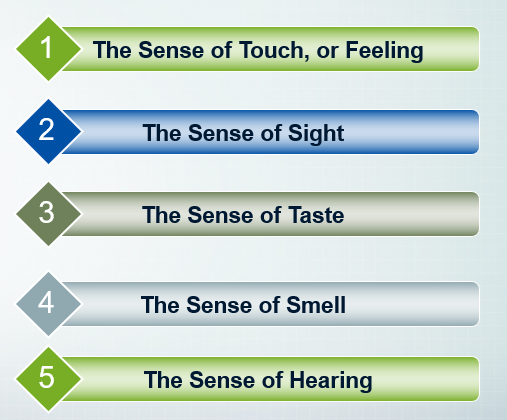 1 The Sense of Touch, or Feeling
2 The Sense of Sight
3 The Sense of Taste
4 The Sense of Smell
5 The Sense of Hearing